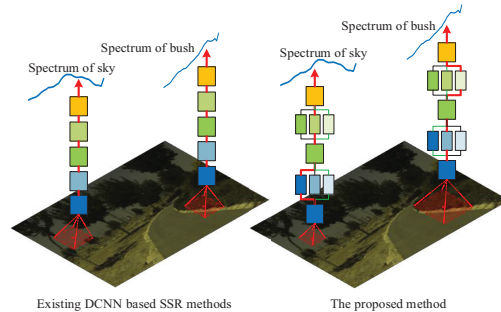 Spectrum of bush
Spectrum of sky
Spectrum of bush
Spectrum of sky
Existing DCNN based SSR methods
The proposed method